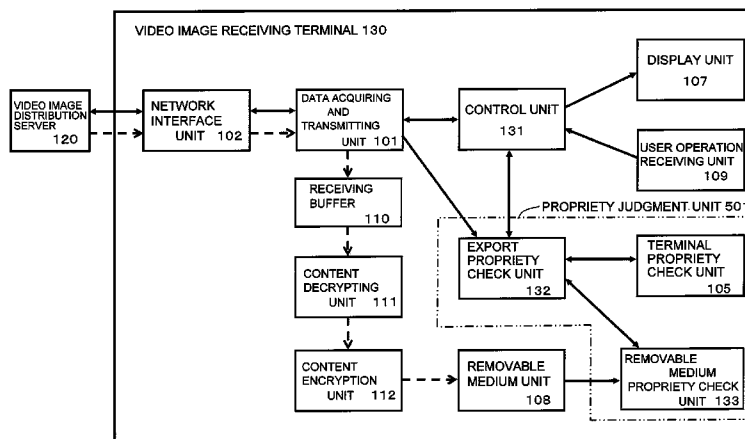 VIDEO IMAGE RECEIVING TERMINAL 130
VIDEO IMAGE
DISTRIBUTION
SERVER
120
NETWORK
INTERFACE
UNIT 102
DATA ACQUIRING
AND
TRANSMITTING
UNIT 101
CONTROL UNIT
131
DISPLAY UNIT
107
USER OPERATION
RECEIVING UNIT
109
RECEIVING
BUFFER
110
PROPRIETY JUDGMENT UNIT 501
EXPORT
PROPRIETY
CHECK UNIT
132
TERMINAL
PROPRIETY
CHECK UNIT
105
CONTENT
DECRYPTING
UNIT 111
CONTENT
ENCRYPTION
UNIT 112
REMOVABLE
MEDIUM UNIT
108
REMOVABLE
MEDIUM
PROPRIETY CHECK
UNIT 133